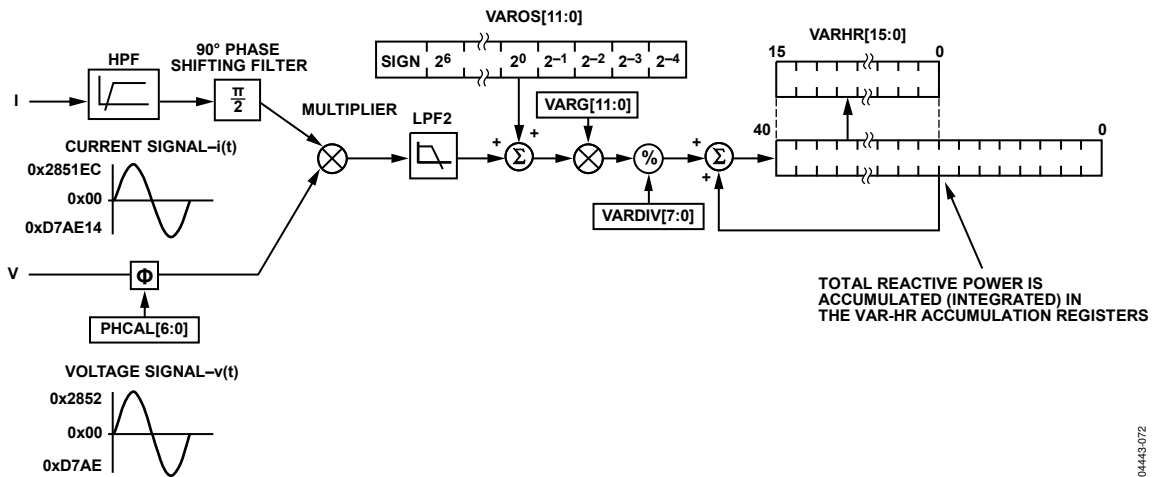 VAROS[11:0]
SIGN 2^6 2^0 2^–1 2^–2 2^–3 2^–4
VARHR[15:0]
15 0
HPF
90° PHASE
SHIFTING FILTER
π
2
I
MULTIPLIER
LPF2
VARG[11:0]
+ +
Σ
%
+
Σ
+
40 0
VARDIV[7:0]
CURRENT SIGNAL–i(t)
0x2851EC
0x00
0xD7AE14
V
Φ
PHCAL[6:0]
TOTAL REACTIVE POWER IS
ACCUMULATED (INTEGRATED) IN
THE VAR-HR ACCUMULATION REGISTERS
VOLTAGE SIGNAL–v(t)
0x2852
0x00
0xD7AE
04443-072